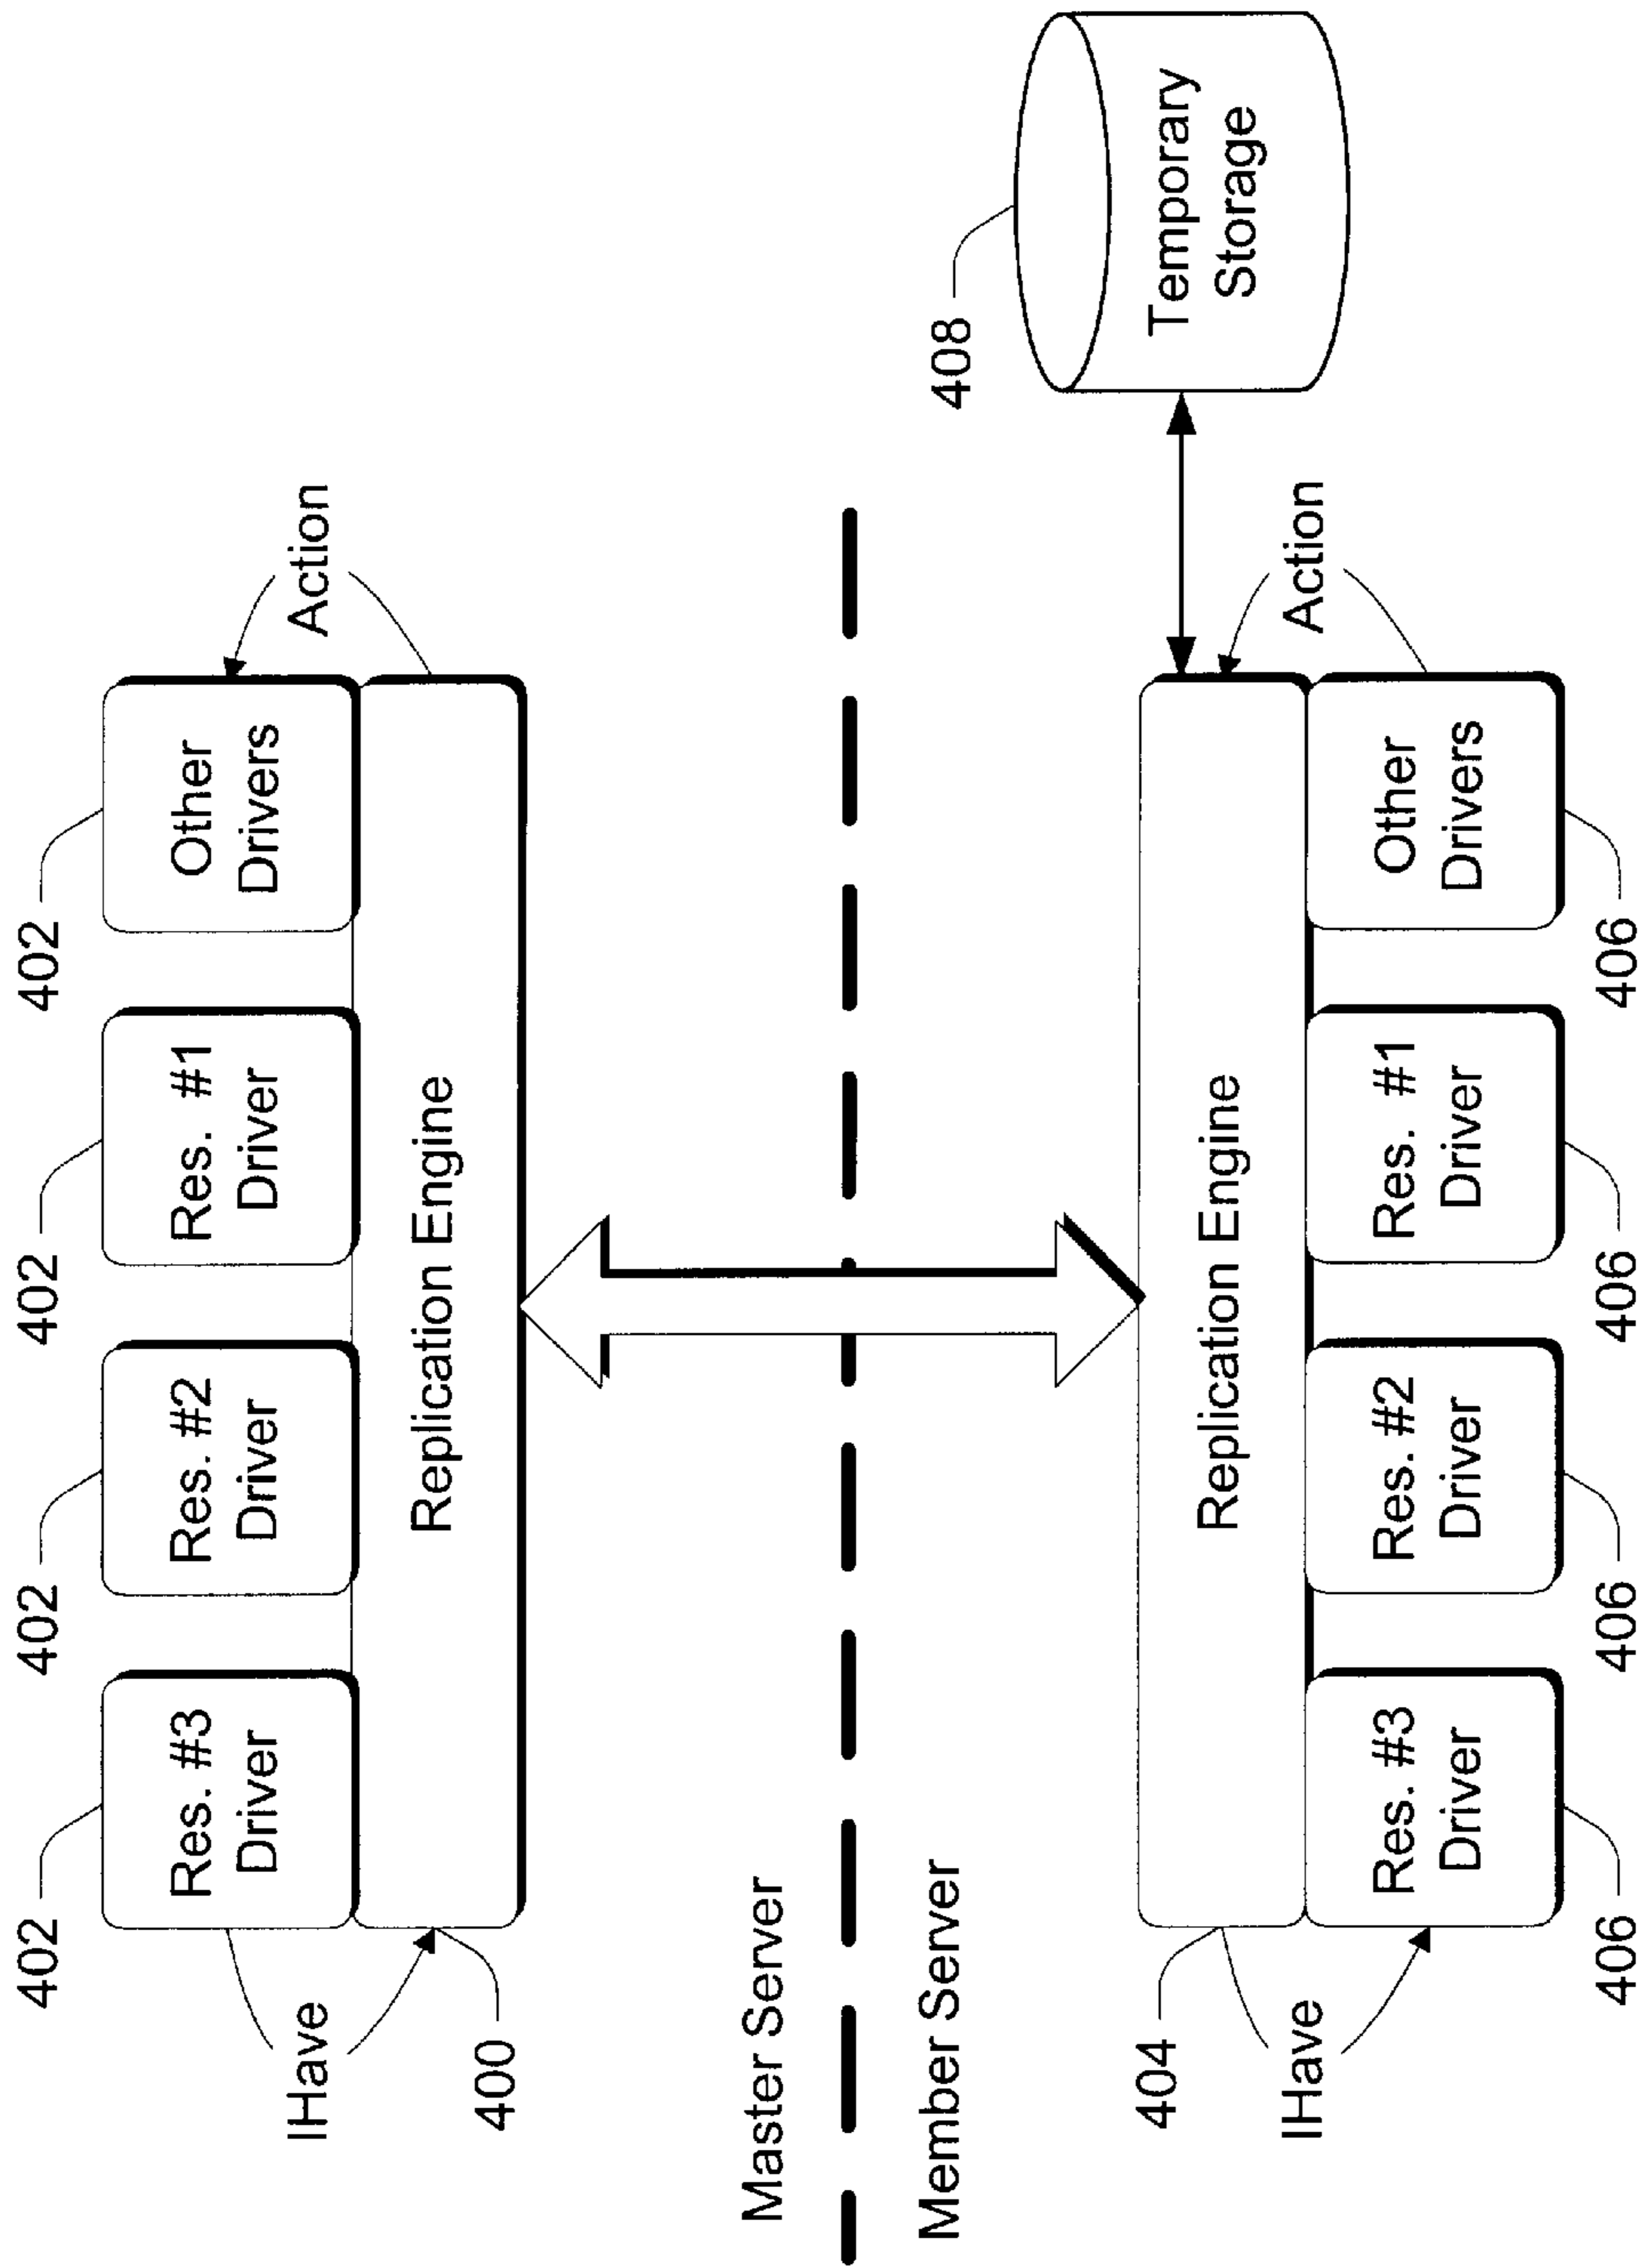 402
402
402
402
Res. #3
Driver
Res. #2
Driver
Res. #1
Driver
Other
Drivers
IHave
Action
Replication Engine
400
Master Server
Member Server
408
404
Replication Engine
Temporary
Storage
IHave
Action
Res. #3
Driver
Res. #2
Driver
Res. #1
Driver
Other
Drivers
406
406
406
406